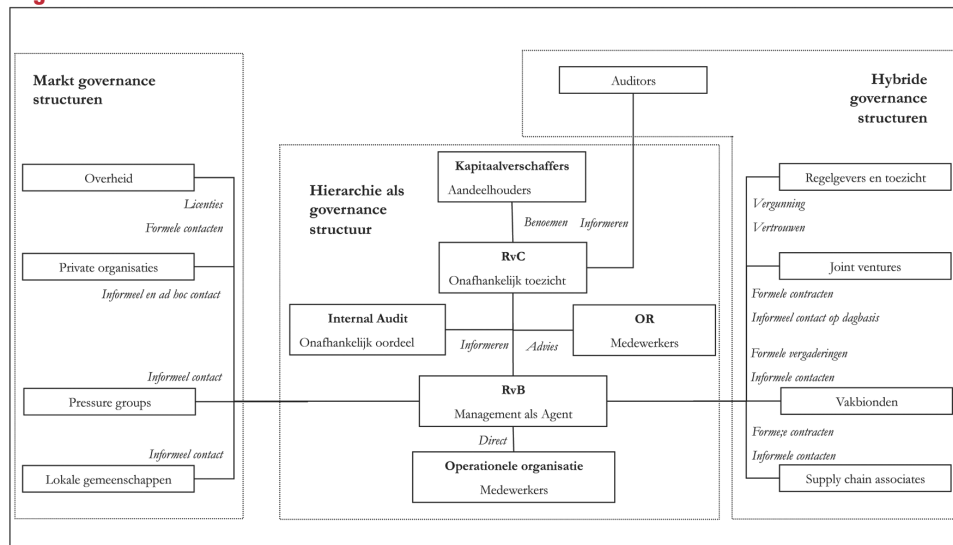 Markt governance
structuren
Overheid
Licenties
Formele contacten
Private organisaties
Informeel en ad hoc contact
Informeel contact
Pressure groups
Informeel contact
Lokale gemeenschappen
Hierarchie als
governance
structuur
Kapitaalverschaffers
Aandeelhouders
Benoemen Informeren
RvC
Onafhankelijk toezicht
Internal Audit
Onafhankelijk oordeel
Informeren Advies
OR
Medewerkers
RvB
Management als Agent
Direct
Operationele organisatie
Medewerkers
Auditors
Hybride
governance
structuren
Regelgevers en toezicht
Vergunning
Vertrouwen
Joint ventures
Formele contracten
Informeel contact op dagbasis
Formele vergaderingen
Informele contacten
Vakbionden
Forme;e contracten
Informele contacten
Supply chain associates